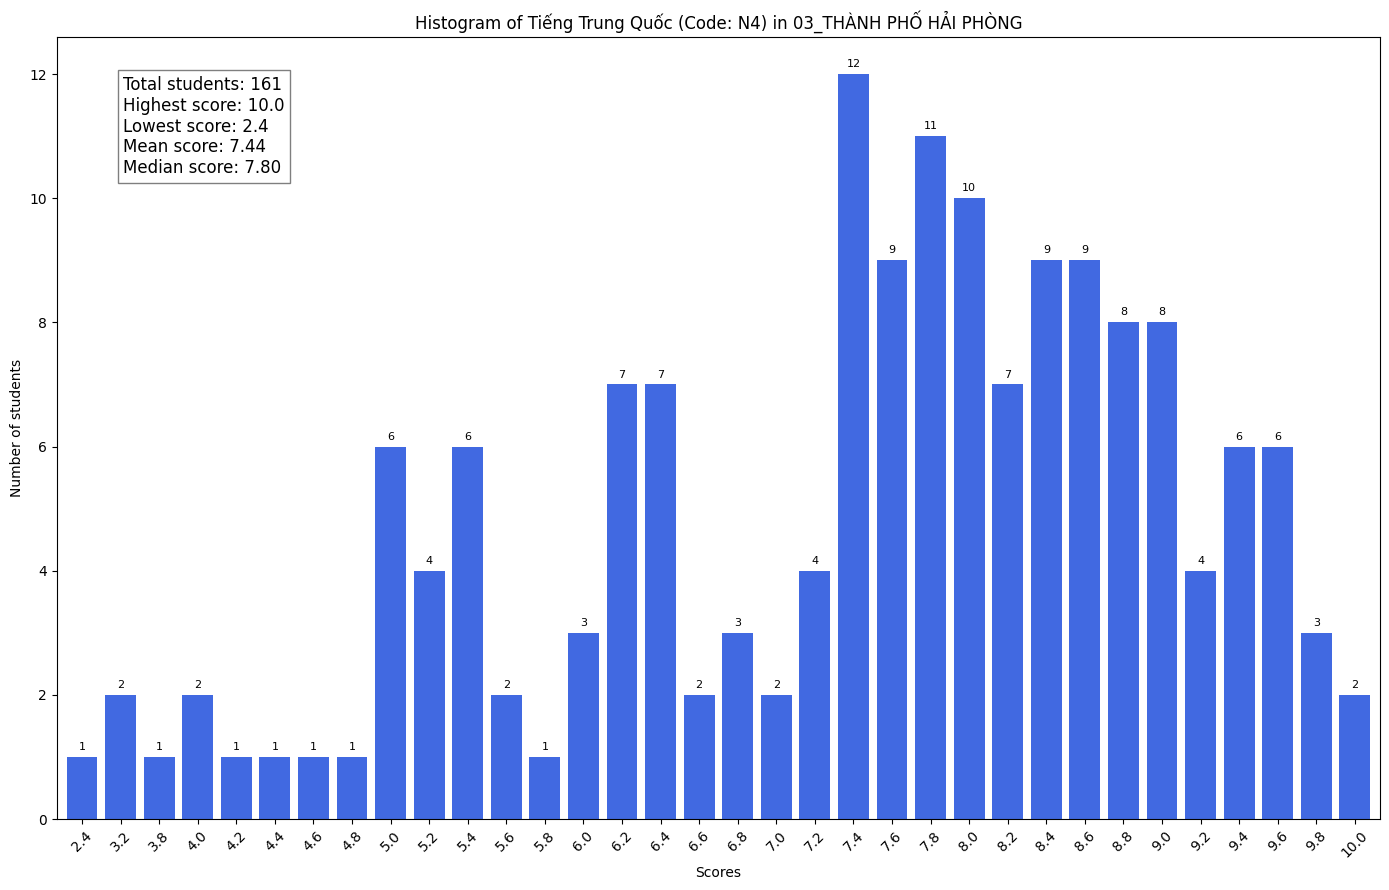 Histogram of Tiếng Trung Quốc (Code: N4) in 03_THÀNH PHỐ HẢI PHÒNG
Total students: 161
Highest score: 10.0
Lowest score: 2.4
Mean score: 7.44
Median score: 7.80
Number of students
12
10
8
6
4
2
0
1 2 1 2 1 1 1 1 6 4 6 2 1 3 7 7 2 3 2 4 12 9 11 10 7 9 9 8 8 4 6 6 3 2
2.4 3.2 3.8 4.0 4.2 4.4 4.6 4.8 5.0 5.2 5.4 5.6 5.8 6.0 6.2 6.4 6.6 6.8 7.0 7.2 7.4 7.6 7.8 8.0 8.2 8.4 8.6 8.8 9.0 9.2 9.4 9.6 9.8 10.0
Scores